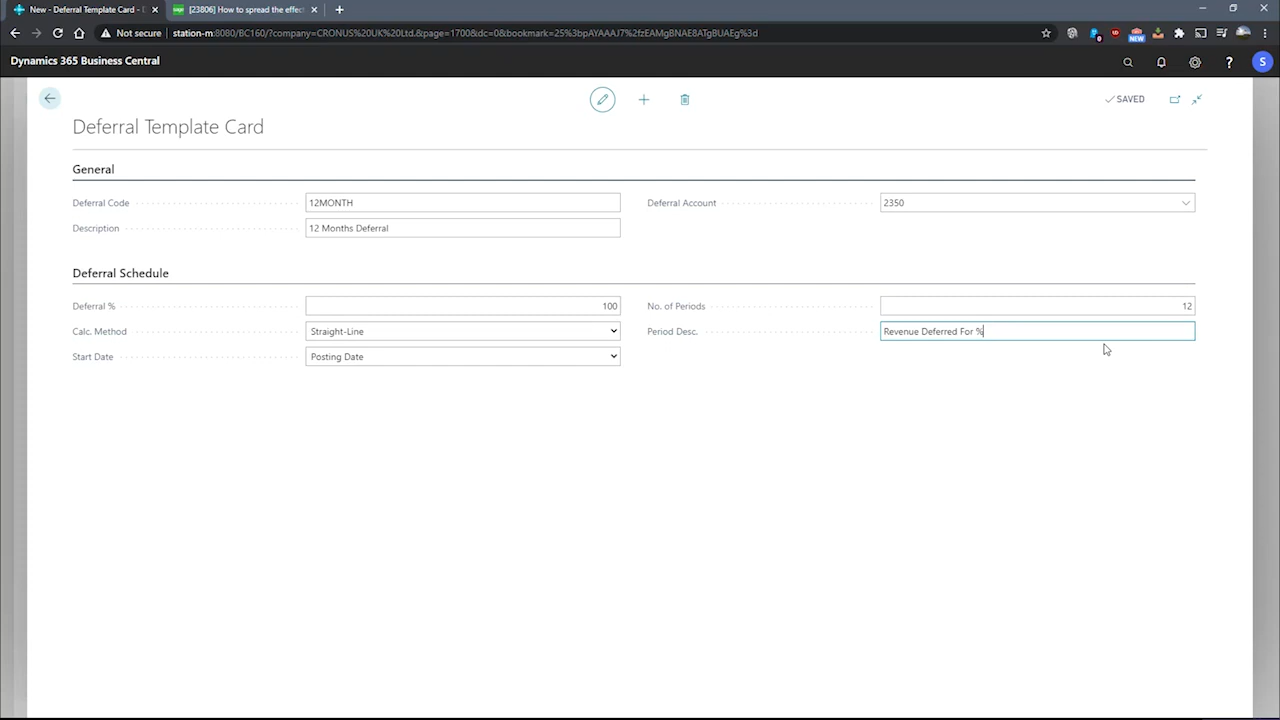 New - Deferral Template Card - D
[23806] How to spread the effect
Not secure station-m:8080/BC160/?company=CRONUS%20UK%20Ltd.&page=1700&dc=0&bookmark=25%3bpAYAAAJ7%2fzEAMgBNAE8ATgBUAEg%3d
NEW
Dynamics 365 Business Central
S
SAVED
Deferral Template Card
General
Deferral Code 12MONTH Deferral Account 2350
Description 12 Months Deferral
Deferral Schedule
Deferral % 100 No. of Periods 12
Calc. Method Straight-Line Period Desc. Revenue Deferred For %
Start Date Posting Date